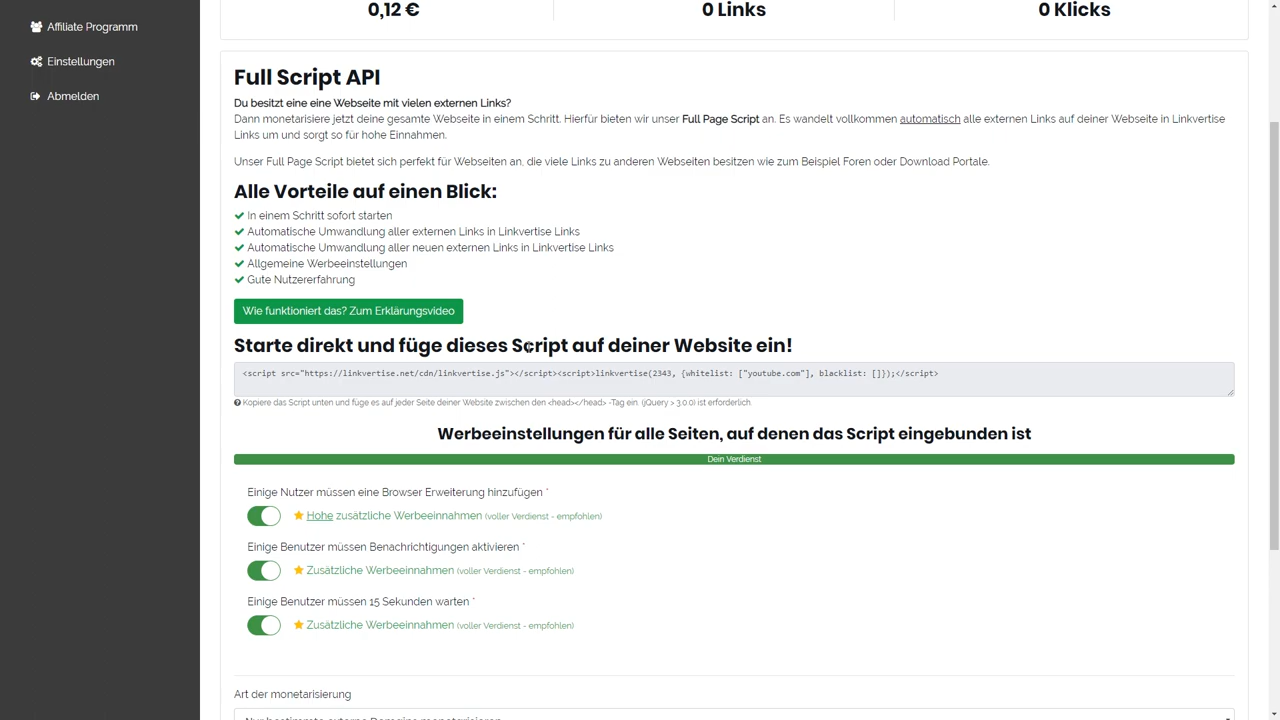 Affiliate Programm
Einstellungen
Abmelden
0,12 €
0 Links
0 Klicks
Full Script API
Du besitzt eine eine Webseite mit vielen externen Links?
Dann monetarisiere jetzt deine gesamte Webseite in einem Schritt. Hierfür bieten wir unser Full Page Script an. Es wandelt vollkommen automatisch alle externen Links auf deiner Webseite in Linkvertise
Links um und sorgt so für hohe Einnahmen.
Unser Full Page Script bietet sich perfekt für Webseiten an, die viele Links zu anderen Webseiten besitzen wie zum Beispiel Foren oder Download Portale.
Alle Vorteile auf einen Blick:
In einem Schritt sofort starten
Automatische Umwandlung aller externen Links in Linkvertise Links
Automatische Umwandlung aller neuen externen Links in Linkvertise Links
Allgemeine Werbeeinstellungen
Gute Nutzererfahrung
Wie funktioniert das? Zum Erklärungsvideo
Starte direkt und füge dieses Script auf deiner Website ein!
<script src="https://linkvertise.net/cdn/linkvertise.js"></script><script>linkvertise(2343, {whitelist: ["youtube.com"], blacklist: []});</script>
Kopiere das Script unten und füge es auf jeder Seite deiner Website zwischen den <head></head> -Tag ein. (jQuery > 3.0.0) ist erforderlich.
Werbeeinstellungen für alle Seiten, auf denen das Script eingebunden ist
Dein Verdienst
Einige Nutzer müssen eine Browser Erweiterung hinzufügen *
Hohe zusätzliche Werbeeinnahmen (voller Verdienst - empfohlen)
Einige Benutzer müssen Benachrichtigungen aktivieren *
Zusätzliche Werbeeinnahmen (voller Verdienst - empfohlen)
Einige Benutzer müssen 15 Sekunden warten *
Zusätzliche Werbeeinnahmen (voller Verdienst - empfohlen)
Art der monetarisierung
Nur bestimmte externe Domains monetarisieren